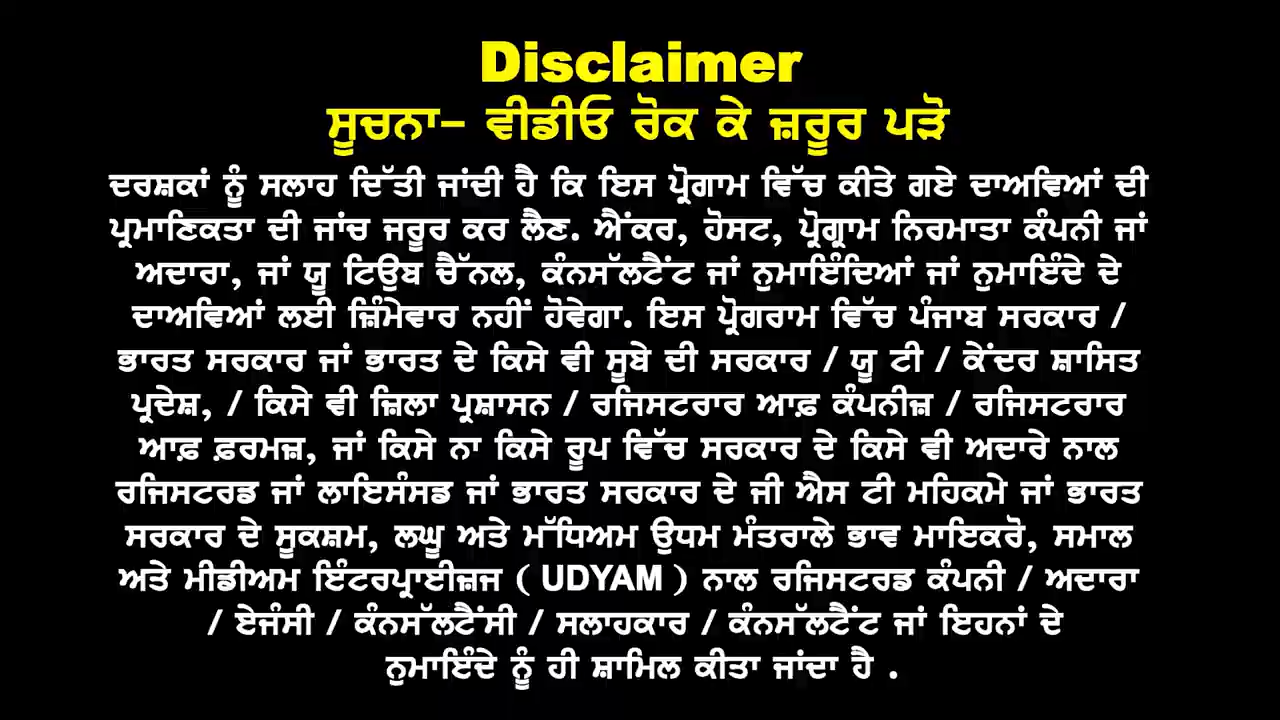 Disclaimer
ਸੂਚਨਾ- ਵੀਡੀਓ ਰੋਕ ਕੇ ਜ਼ਰੂਰ ਪੜੋ
ਦਰਸ਼ਕਾਂ ਨੂੰ ਸਲਾਹ ਦਿੱਤੀ ਜਾਂਦੀ ਹੈ ਕਿ ਇਸ ਪ੍ਰੋਗਾਮ ਵਿੱਚ ਕੀਤੇ ਗਏ ਦਾਅਵਿਆਂ ਦੀ
ਪ੍ਰਮਾਣਿਕਤਾ ਦੀ ਜਾਂਚ ਜਰੂਰ ਕਰ ਲੈਣ. ਐਂਕਰ, ਹੋਸਟ, ਪ੍ਰੋਗ੍ਰਾਮ ਨਿਰਮਾਤਾ ਕੰਪਨੀ ਜਾਂ
ਅਦਾਰਾ, ਜਾਂ ਯੂ ਟਿਊਬ ਚੈੱਨਲ, ਕੰਨਸੱਲਟੈਂਟ ਜਾਂ ਨੁਮਾਇੰਦਿਆਂ ਜਾਂ ਨੁਮਾਇੰਦੇ ਦੇ
ਦਾਅਵਿਆਂ ਲਈ ਜ਼ਿੰਮੇਵਾਰ ਨਹੀਂ ਹੋਵੇਗਾ. ਇਸ ਪ੍ਰੋਗਰਾਮ ਵਿੱਚ ਪੰਜਾਬ ਸਰਕਾਰ /
ਭਾਰਤ ਸਰਕਾਰ ਜਾਂ ਭਾਰਤ ਦੇ ਕਿਸੇ ਵੀ ਸੂਬੇ ਦੀ ਸਰਕਾਰ / ਯੂ ਟੀ / ਕੇਂਦਰ ਸ਼ਾਸਿਤ
ਪ੍ਰਦੇਸ਼, / ਕਿਸੇ ਵੀ ਜ਼ਿਲਾ ਪ੍ਰਸ਼ਾਸਨ / ਰਜਿਸਟਰਾਰ ਆਫ਼ ਕੰਪਨੀਜ਼ / ਰਜਿਸਟਰਾਰ
ਆਫ਼ ਫ਼ਰਮਜ਼, ਜਾਂ ਕਿਸੇ ਨਾ ਕਿਸੇ ਰੂਪ ਵਿੱਚ ਸਰਕਾਰ ਦੇ ਕਿਸੇ ਵੀ ਅਦਾਰੇ ਨਾਲ
ਰਜਿਸਟਰਡ ਜਾਂ ਲਾਇਸੰਸਡ ਜਾਂ ਭਾਰਤ ਸਰਕਾਰ ਦੇ ਜੀ ਐਸ ਟੀ ਮਹਿਕਮੇ ਜਾਂ ਭਾਰਤ
ਸਰਕਾਰ ਦੇ ਸੂਕਸ਼ਮ, ਲਘੂ ਅਤੇ ਮੱਧਿਅਮ ਉਧਮ ਮੰਤਰਾਲੇ ਭਾਵ ਮਾਇਕਰੋ, ਸਮਾਲ
ਅਤੇ ਮੀਡੀਅਮ ਇੰਟਰਪ੍ਰਾਈਜ਼ਜ ( UDYAM ) ਨਾਲ ਰਜਿਸਟਰਡ ਕੰਪਨੀ / ਅਦਾਰਾ
/ ਏਜੰਸੀ / ਕੰਨਸੱਲਟੈਂਸੀ / ਸਲਾਹਕਾਰ / ਕੰਨਸੱਲਟੈਂਟ ਜਾਂ ਇਹਨਾਂ ਦੇ
ਨੁਮਾਇੰਦੇ ਨੂੰ ਹੀ ਸ਼ਾਮਿਲ ਕੀਤਾ ਜਾਂਦਾ ਹੈ .